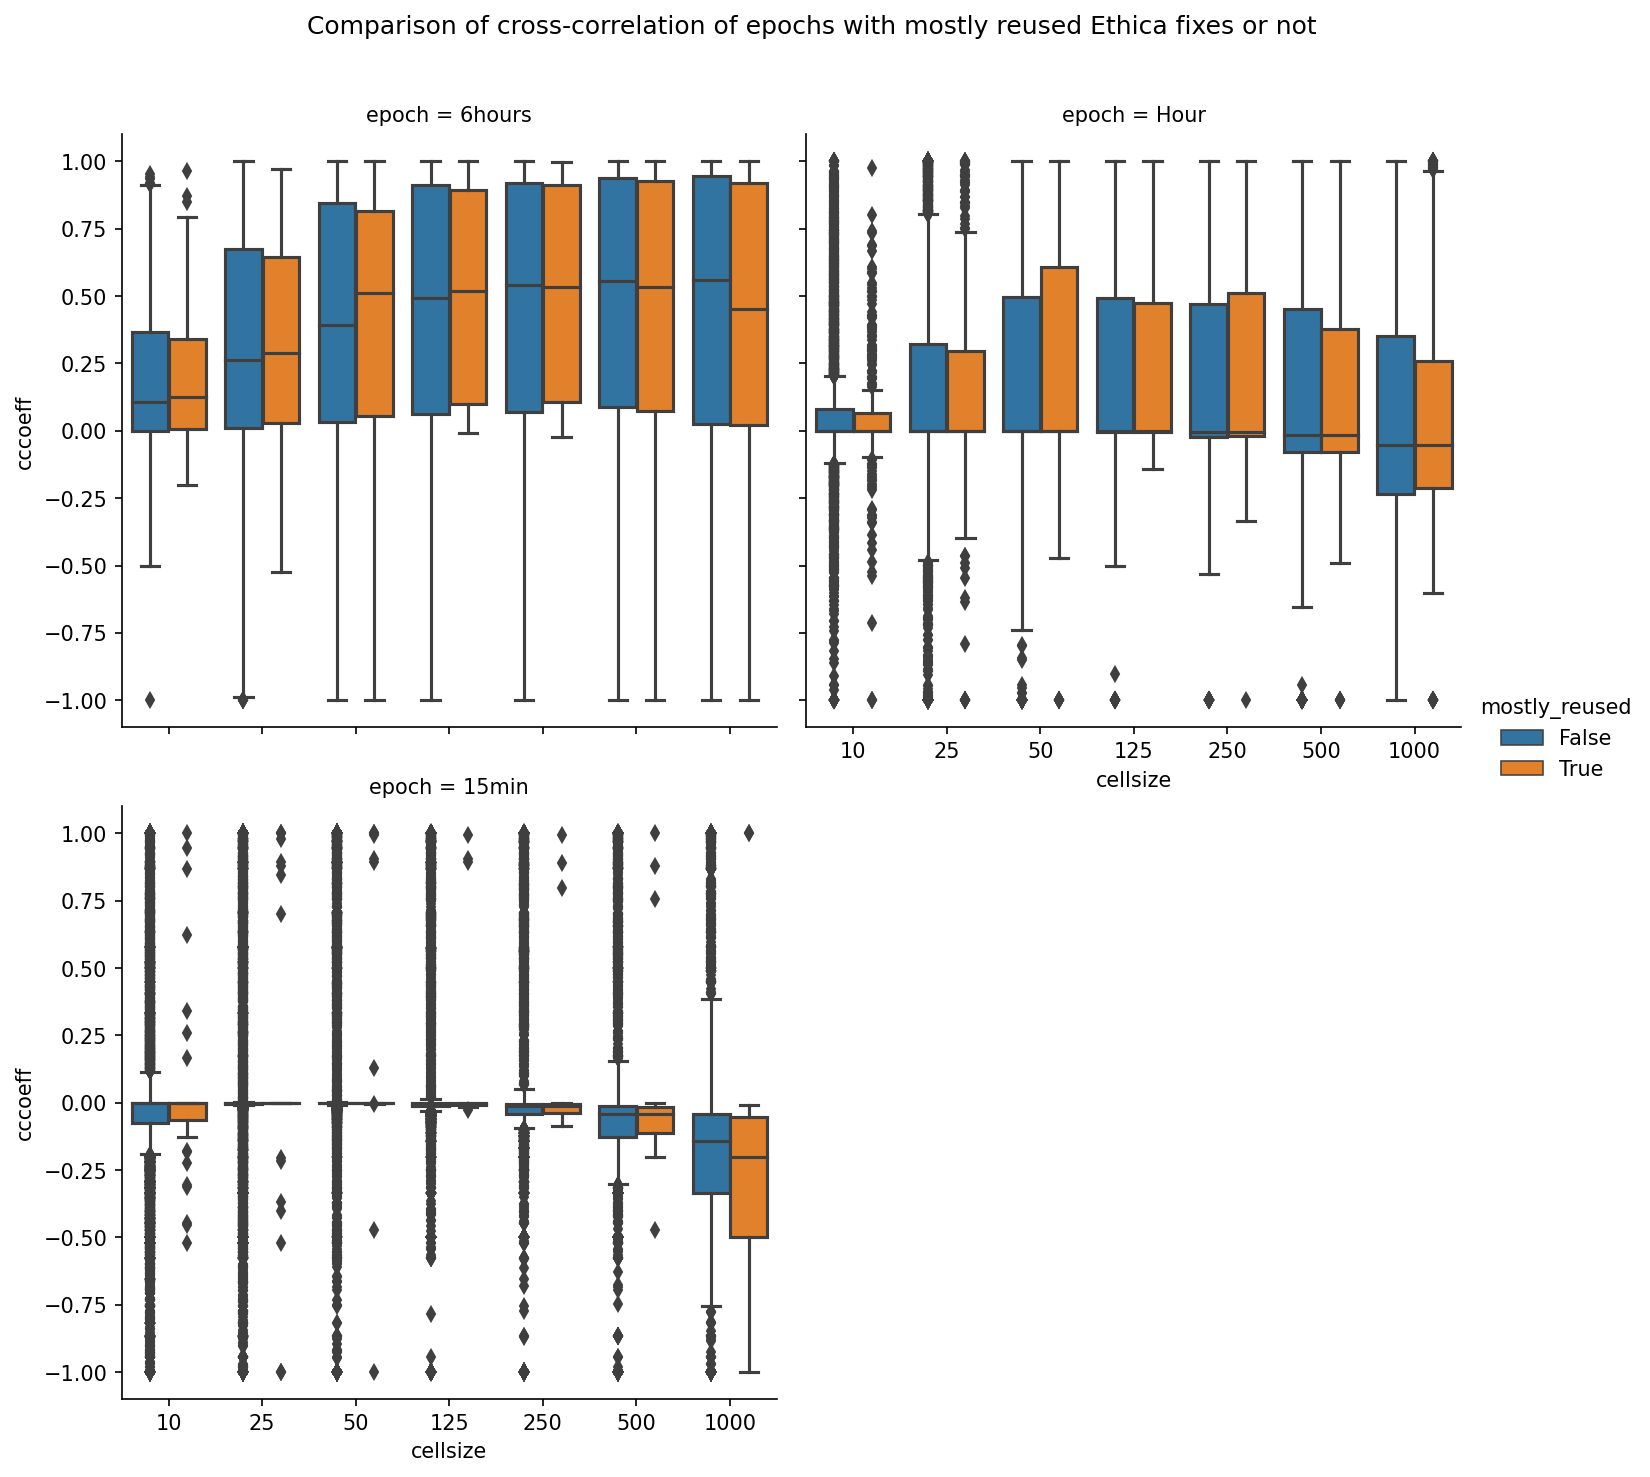 Comparison of cross-correlation of epochs with mostly reused Ethica fixes or not
epoch = 6hours
1.00
0.75
0.50
0.25
0.00
−0.25
−0.50
−0.75
−1.00
cccoeff
epoch = Hour
10 25 50 125 250 500 1000
cellsize
mostly_reused
False
True
epoch = 15min
1.00
0.75
0.50
0.25
0.00
−0.25
−0.50
−0.75
−1.00
cccoeff
10 25 50 125 250 500 1000
cellsize